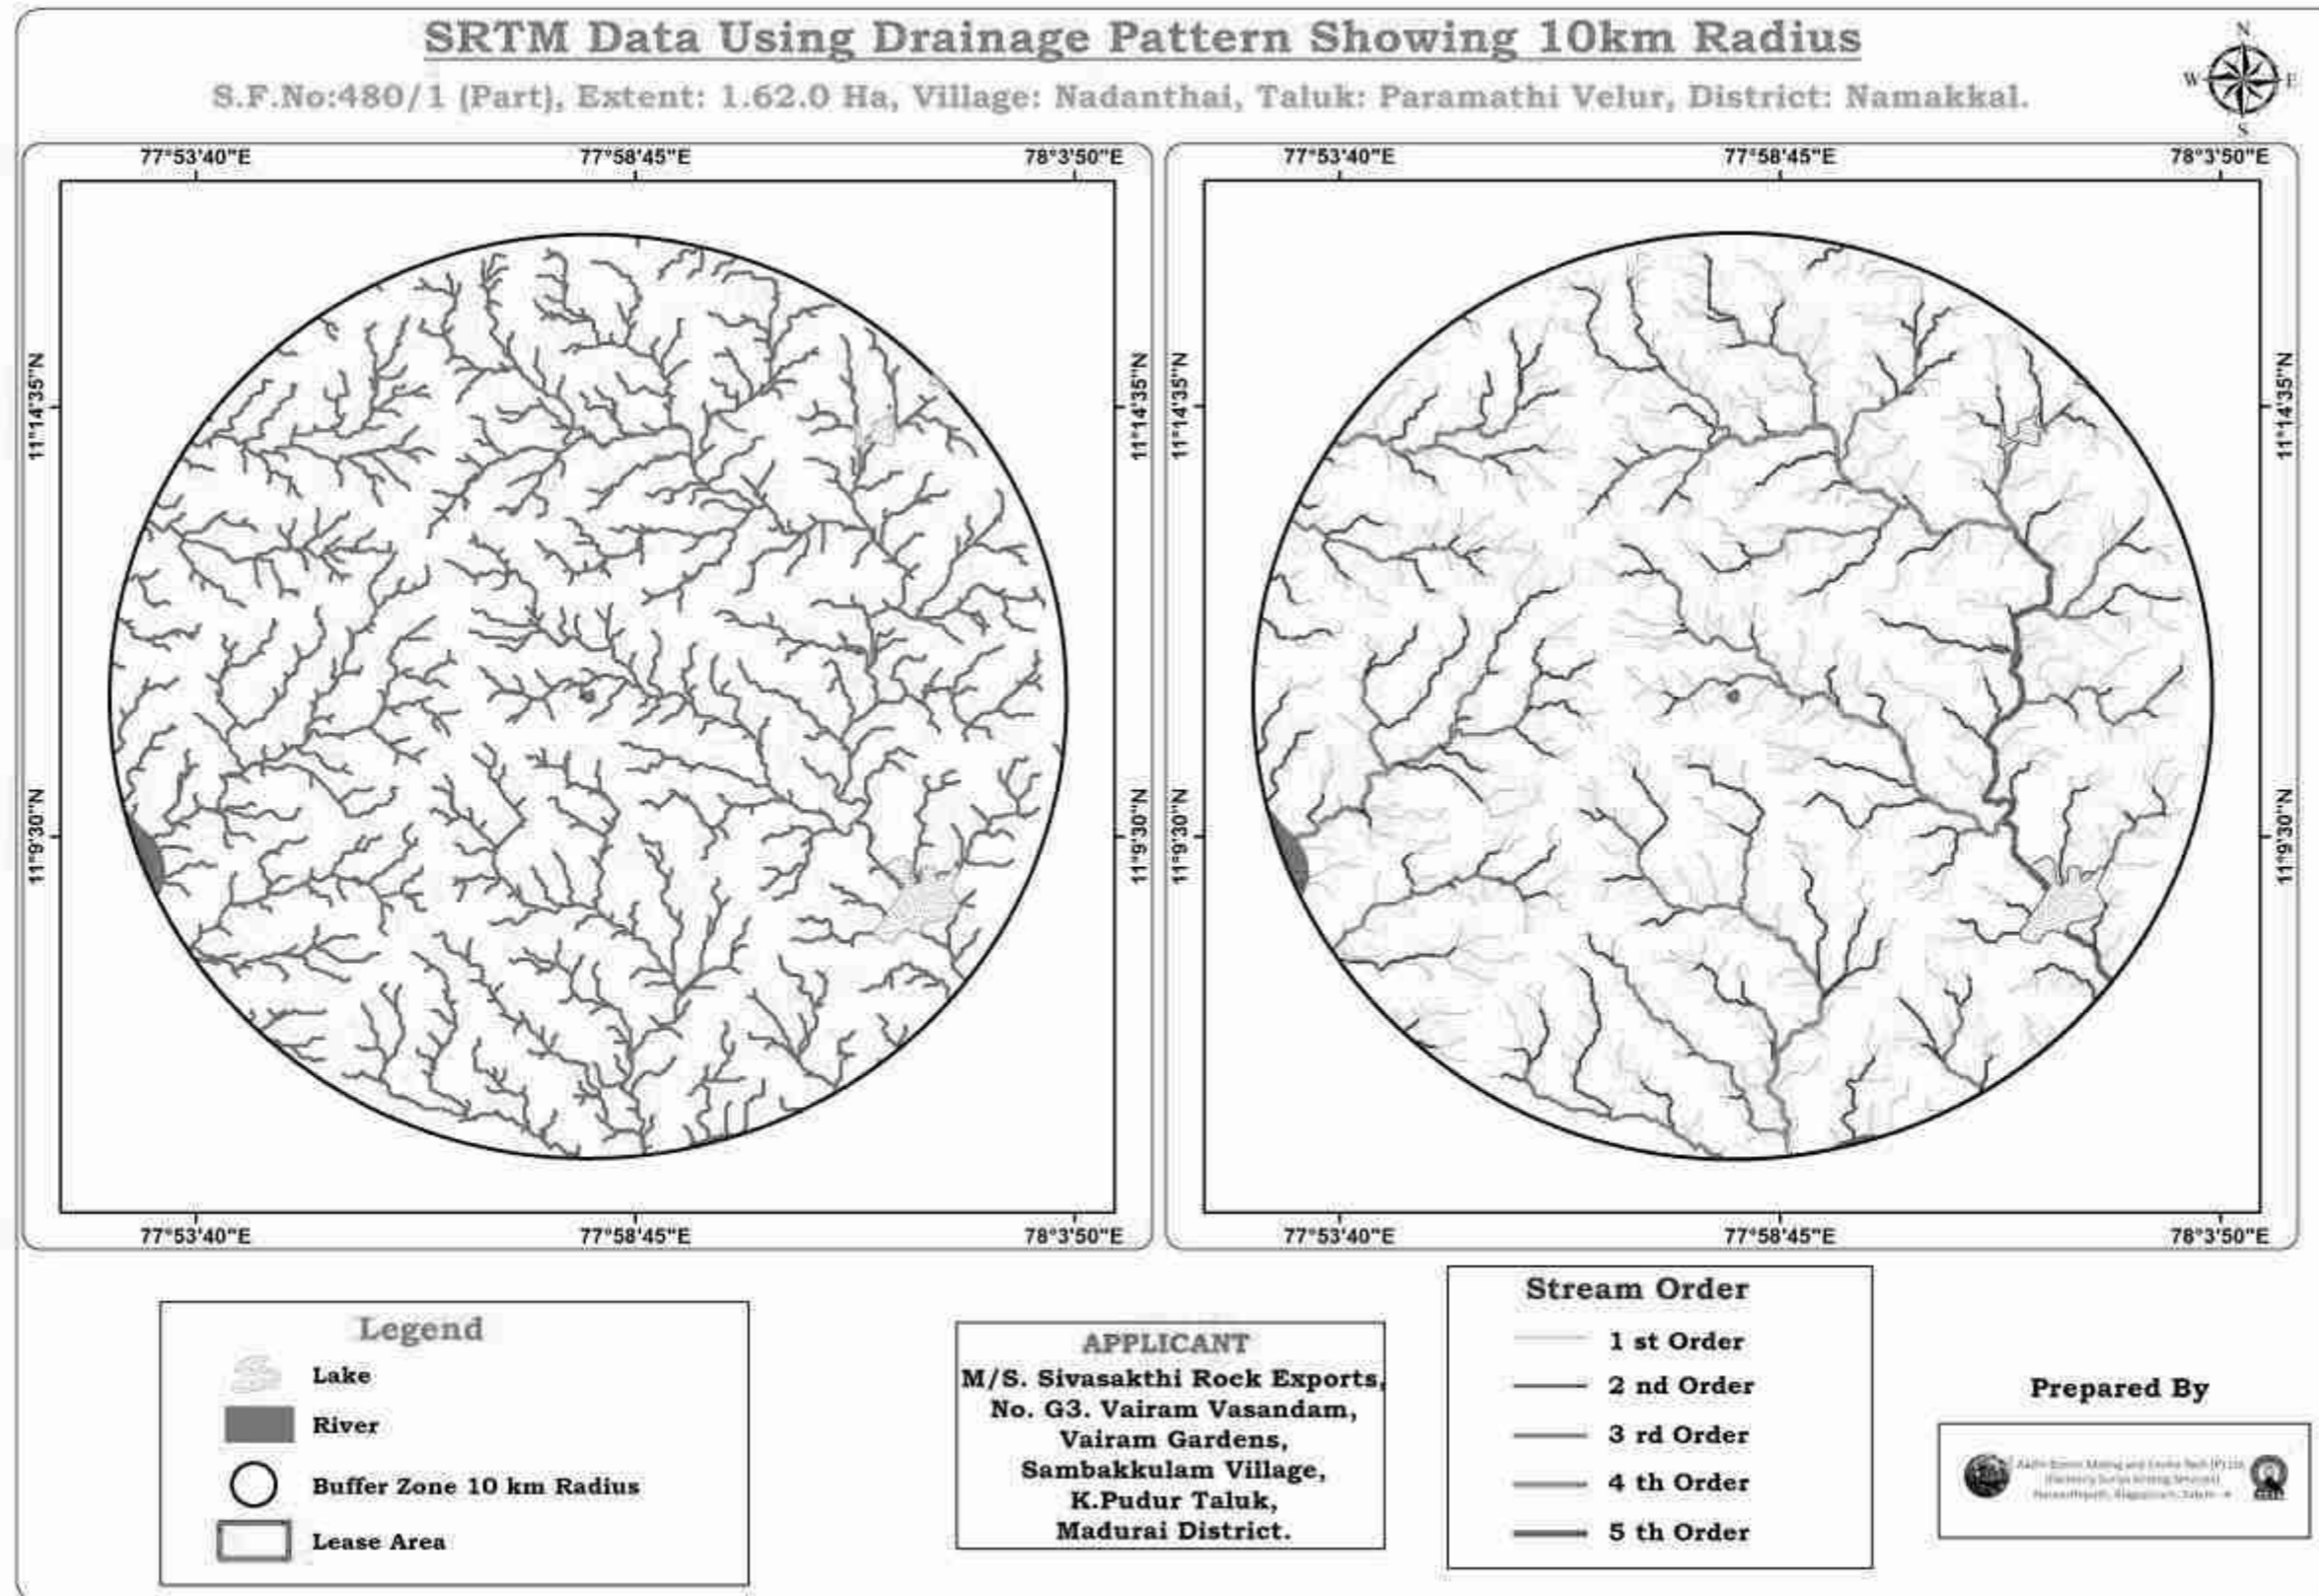 SRTM Data Using Drainage Pattern Showing 10km Radius
S.F.No:480/1 (Part), Extent: 1.62.0 Ha, Village: Nadanthai, Taluk: Paramathi Velur, District: Namakkal.
N
W E
S
77°53'40"E 77°58'45"E 78°3'50"E
77°53'40"E 77°58'45"E 78°3'50"E
11°14'35"N
11°14'35"N
11°14'35"N
11°14'35"N
11°9'30"N
11°9'30"N
11°9'30"N
11°9'30"N
77°53'40"E 77°58'45"E 78°3'50"E
77°53'40"E 77°58'45"E 78°3'50"E
Legend
Lake
River
Buffer Zone 10 km Radius
Lease Area
APPLICANT
M/S. Sivasakthi Rock Exports,
No. G3. Vairam Vasandam,
Vairam Gardens,
Sambakkulam Village,
K.Pudur Taluk,
Madurai District.
Stream Order
1 st Order
2 nd Order
3 rd Order
4 th Order
5 th Order
Prepared By